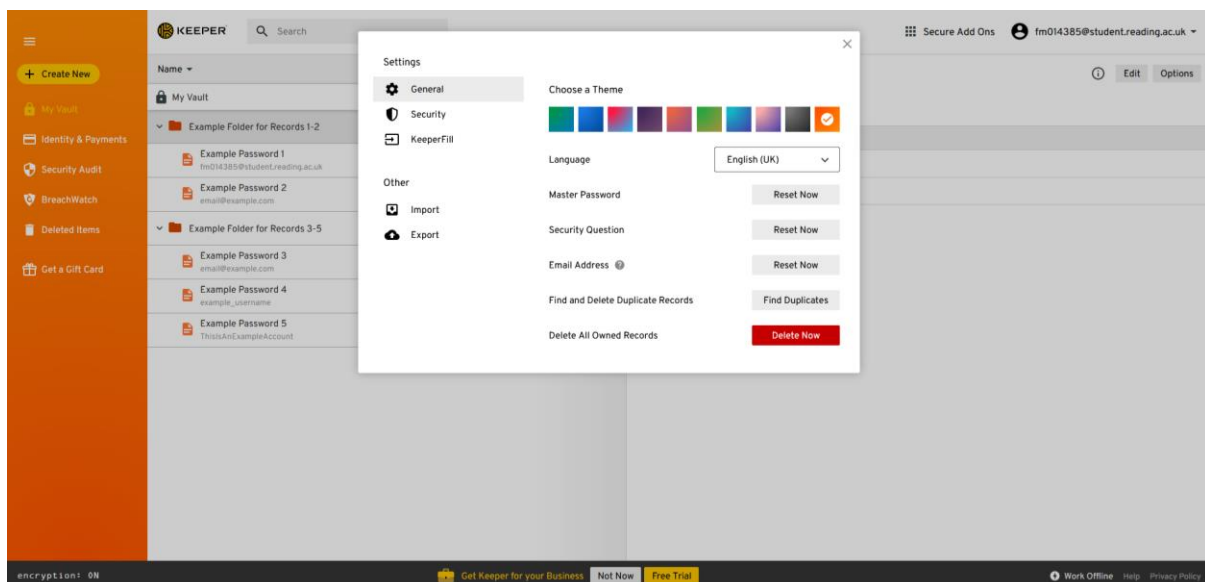 KEEPER
Search
Secure Add Ons
fm014385@student.reading.ac.uk
Create New
My Vault
Identity & Payments
Security Audit
BreachWatch
Deleted Items
Get a Gift Card
Name
My Vault
Example Folder for Records 1-2
Example Password 1
fm014385@student.reading.ac.uk
Example Password 2
email@example.com
Example Folder for Records 3-5
Example Password 3
email@example.com
Example Password 4
example_username
Example Password 5
ThisIsAnExampleAccount
Settings
General
Security
KeeperFill
Other
Import
Export
Choose a Theme
Language English (UK)
Master Password Reset Now
Security Question Reset Now
Email Address Reset Now
Find and Delete Duplicate Records Find Duplicates
Delete All Owned Records Delete Now
Edit Options
encryption: ON
Get Keeper for your Business Not Now Free Trial
Work Offline Help Privacy Policy